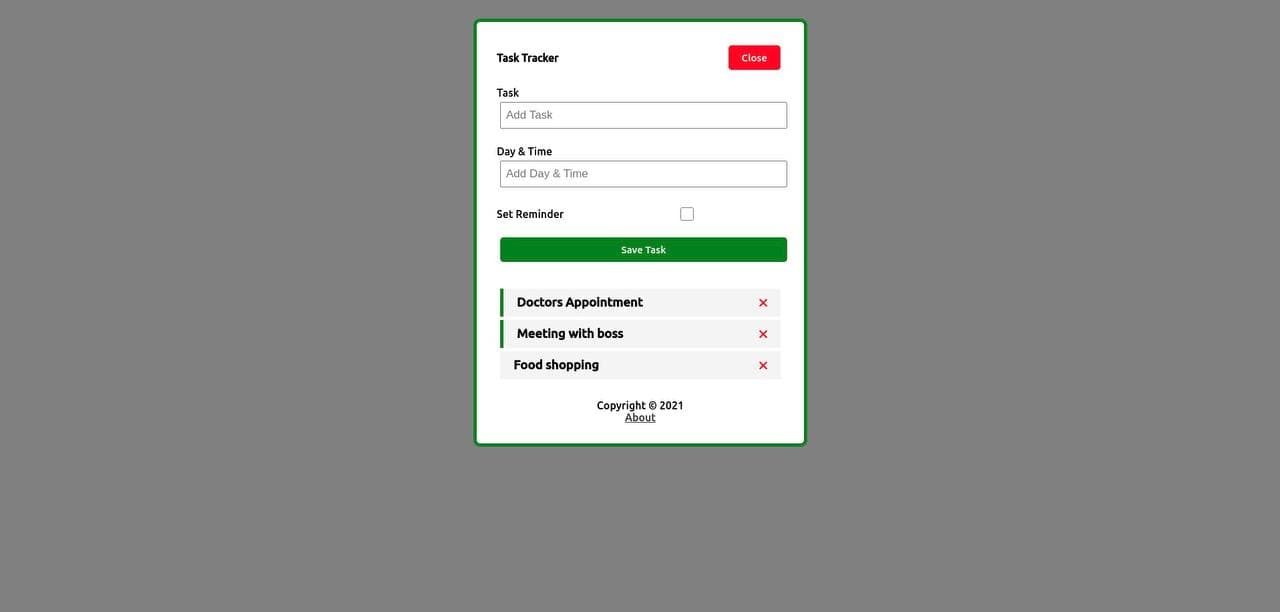 Task Tracker
Close
Task
Add Task
Day & Time
Add Day & Time
Set Reminder
Save Task
Doctors Appointment
Meeting with boss
Food shopping
Copyright © 2021
About